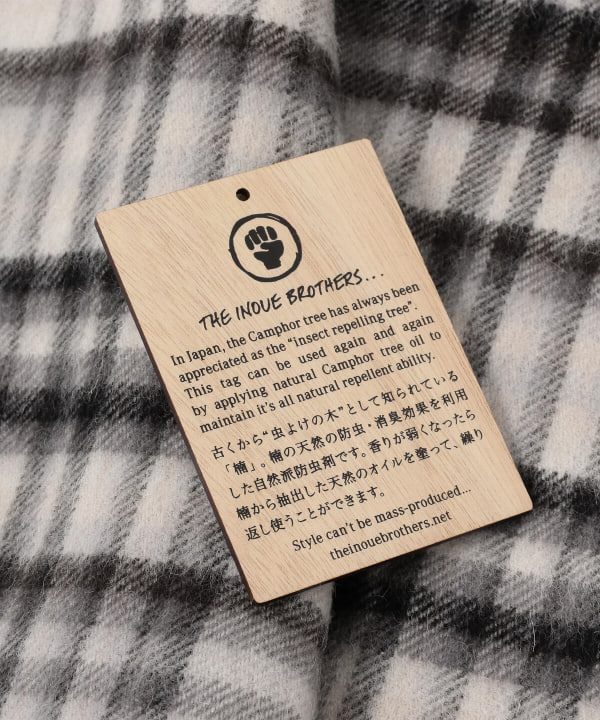 THE INOUE BROTHERS...
In Japan, the Camphor tree has always been
appreciated as the “insect repelling tree”.
This tag can be used again and again
by applying natural Camphor tree oil to
maintain it's all natural repellent ability.
古くから“虫よけの木”として知られている
「楠」。楠の天然の防虫・消臭効果を利用
した自然派防虫剤です。香りが弱くなったら
楠から抽出した天然のオイルを塗って、繰り
返し使うことができます。
Style can't be mass-produced...
theinouebrothers.net